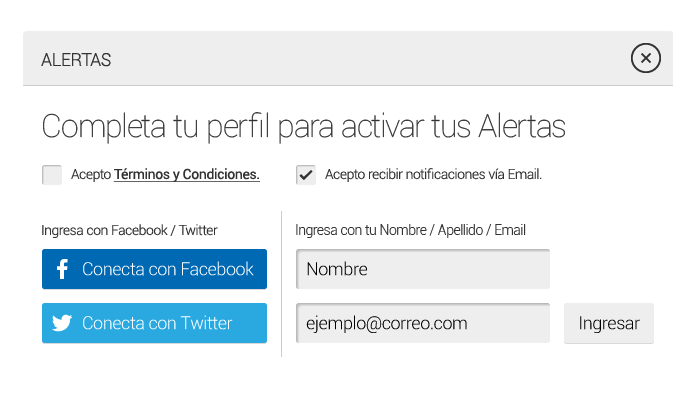 ALERTAS
Completa tu perfil para activar tus Alertas
Acepto Términos y Condiciones.
Acepto recibir notificaciones vía Email.
Ingresa con Facebook / Twitter
Conecta con Facebook
Conecta con Twitter
Ingresa con tu Nombre / Apellido / Email
Nombre
ejemplo@correo.com
Ingresar